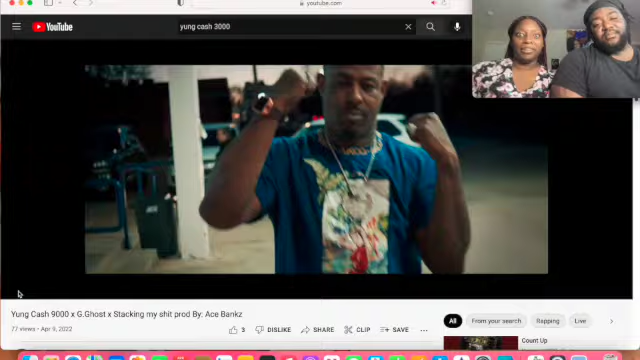 youtube.com
YouTube
yung cash 3000
Yung Cash 9000 x G.Ghost x Stacking my shit prod By: Ace Bankz
77 views • Apr 9, 2022
3
DISLIKE
SHARE
CLIP
SAVE
All
From your search
Rapping
Live
Count Up